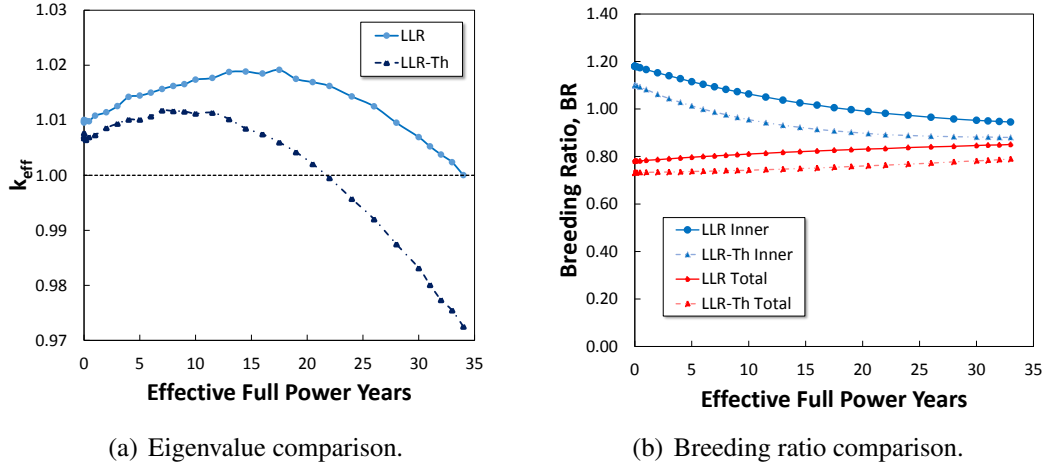 1.03
1.02
1.01
1.00
0.99
0.98
0.97
k_eff
LLR
LLR-Th
0 5 10 15 20 25 30 35
Effective Full Power Years
(a) Eigenvalue comparison.
1.40
1.20
1.00
0.80
0.60
0.40
0.20
0.00
Breeding Ratio, BR
LLR Inner
LLR-Th Inner
LLR Total
LLR-Th Total
0 5 10 15 20 25 30 35
Effective Full Power Years
(b) Breeding ratio comparison.